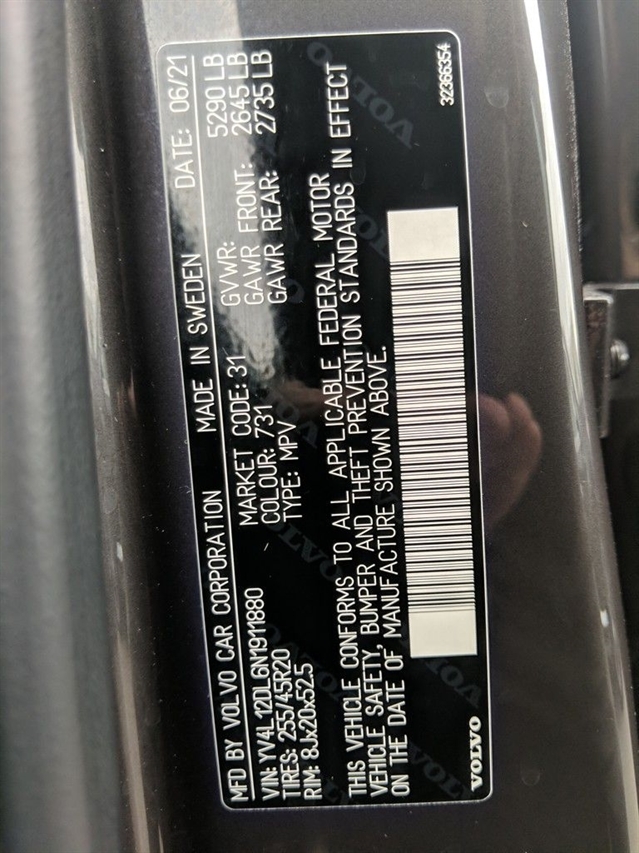 MFD BY VOLVO CAR CORPORATION MADE IN SWEDEN DATE: 06/21
VIN: YV4L12DL6N1911880 MARKET CODE: 31 GVWR: 5290 LB
TIRES: 255/45R20 COLOUR: 731 GAWR FRONT: 2645 LB
RIM: 8Jx20x52.5 TYPE: MPV GAWR REAR: 2735 LB
THIS VEHICLE CONFORMS TO ALL APPLICABLE FEDERAL MOTOR
VEHICLE SAFETY, BUMPER AND THEFT PREVENTION STANDARDS IN EFFECT
ON THE DATE OF MANUFACTURE SHOWN ABOVE.
VOLVO 32366354